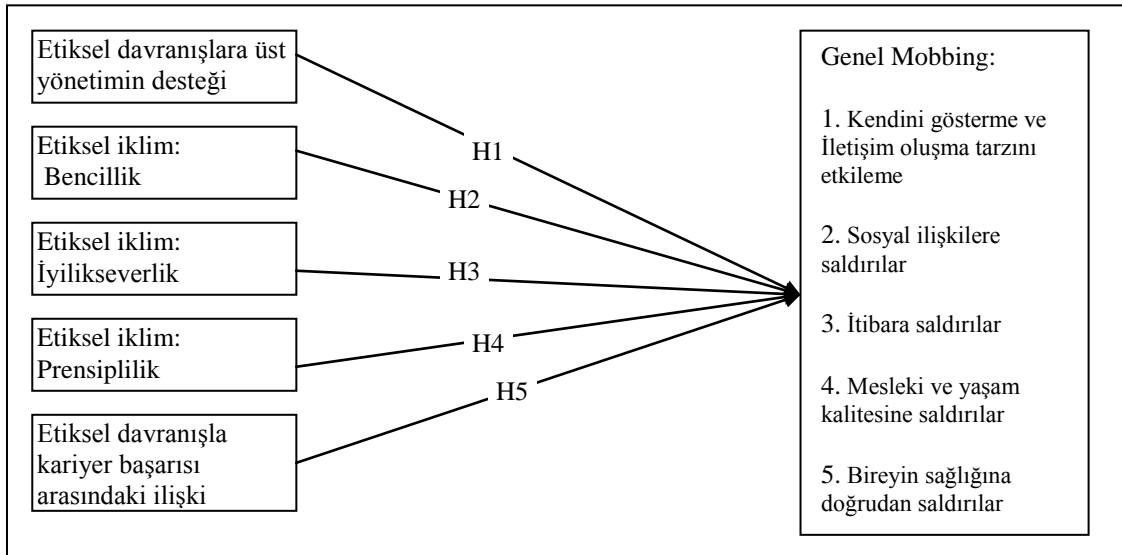 Etiksel davranışlara üst
yönetimin desteği
Etiksel iklim:
Bencillik
Etiksel iklim:
İyilikseverlik
Etiksel iklim:
Prensiplilik
Etiksel davranışla
kariyer başarısı
arasındaki ilişki
H1
H2
H3
H4
H5
Genel Mobbing:
1. Kendini gösterme ve
İletişim oluşma tarzını
etkileme
2. Sosyal ilişkilere
saldırılar
3. İtibara saldırılar
4. Mesleki ve yaşam
kalitesine saldırılar
5. Bireyin sağlığına
doğrudan saldırılar